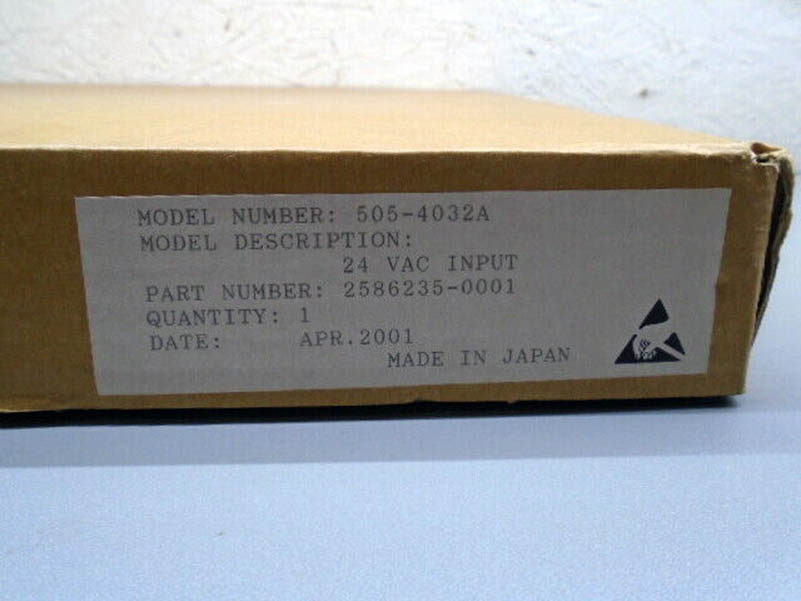 MODEL NUMBER: 505-4032A
MODEL DESCRIPTION:
24 VAC INPUT
PART NUMBER: 2586235-0001
QUANTITY: 1
DATE: APR.2001
MADE IN JAPAN